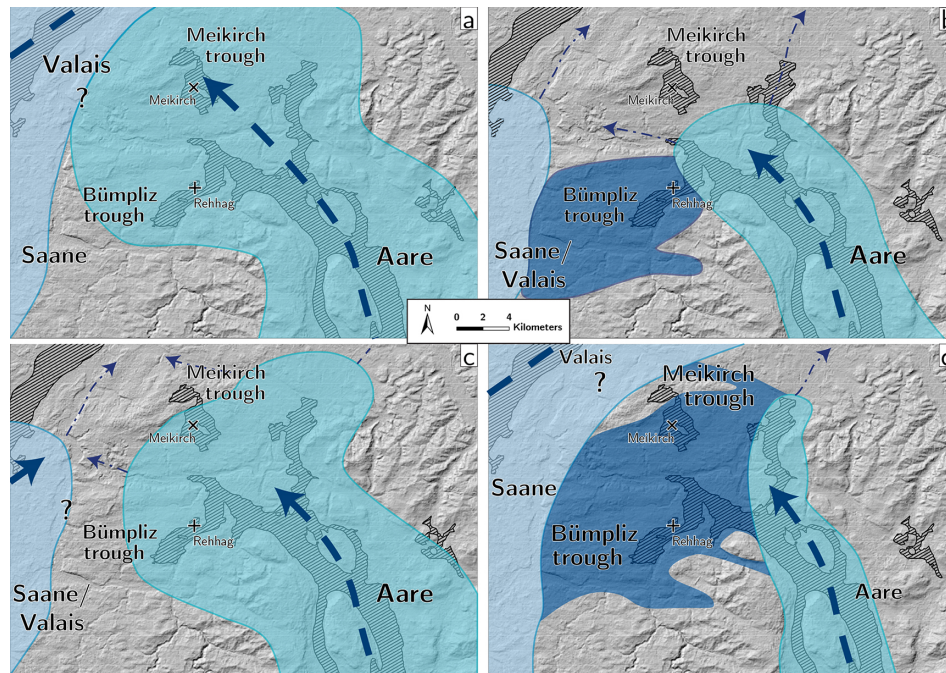 a
Meikirch
trough
Valais
?
Meikirch
Bümpliz
trough
Rehhag
Saane
Aare
b
Meikirch
trough
Meikirch
Bümpliz
trough
Rehhag
Saane/
Valais
Aare
N
0 2 4
Kilometers
c
Meikirch
trough
Meikirch
?
Bümpliz
trough
Rehhag
Saane/
Valais
Aare
d
Valais
?
Meikirch
trough
Meikirch
Saane
Bümpliz
trough
Rehhag
Aare